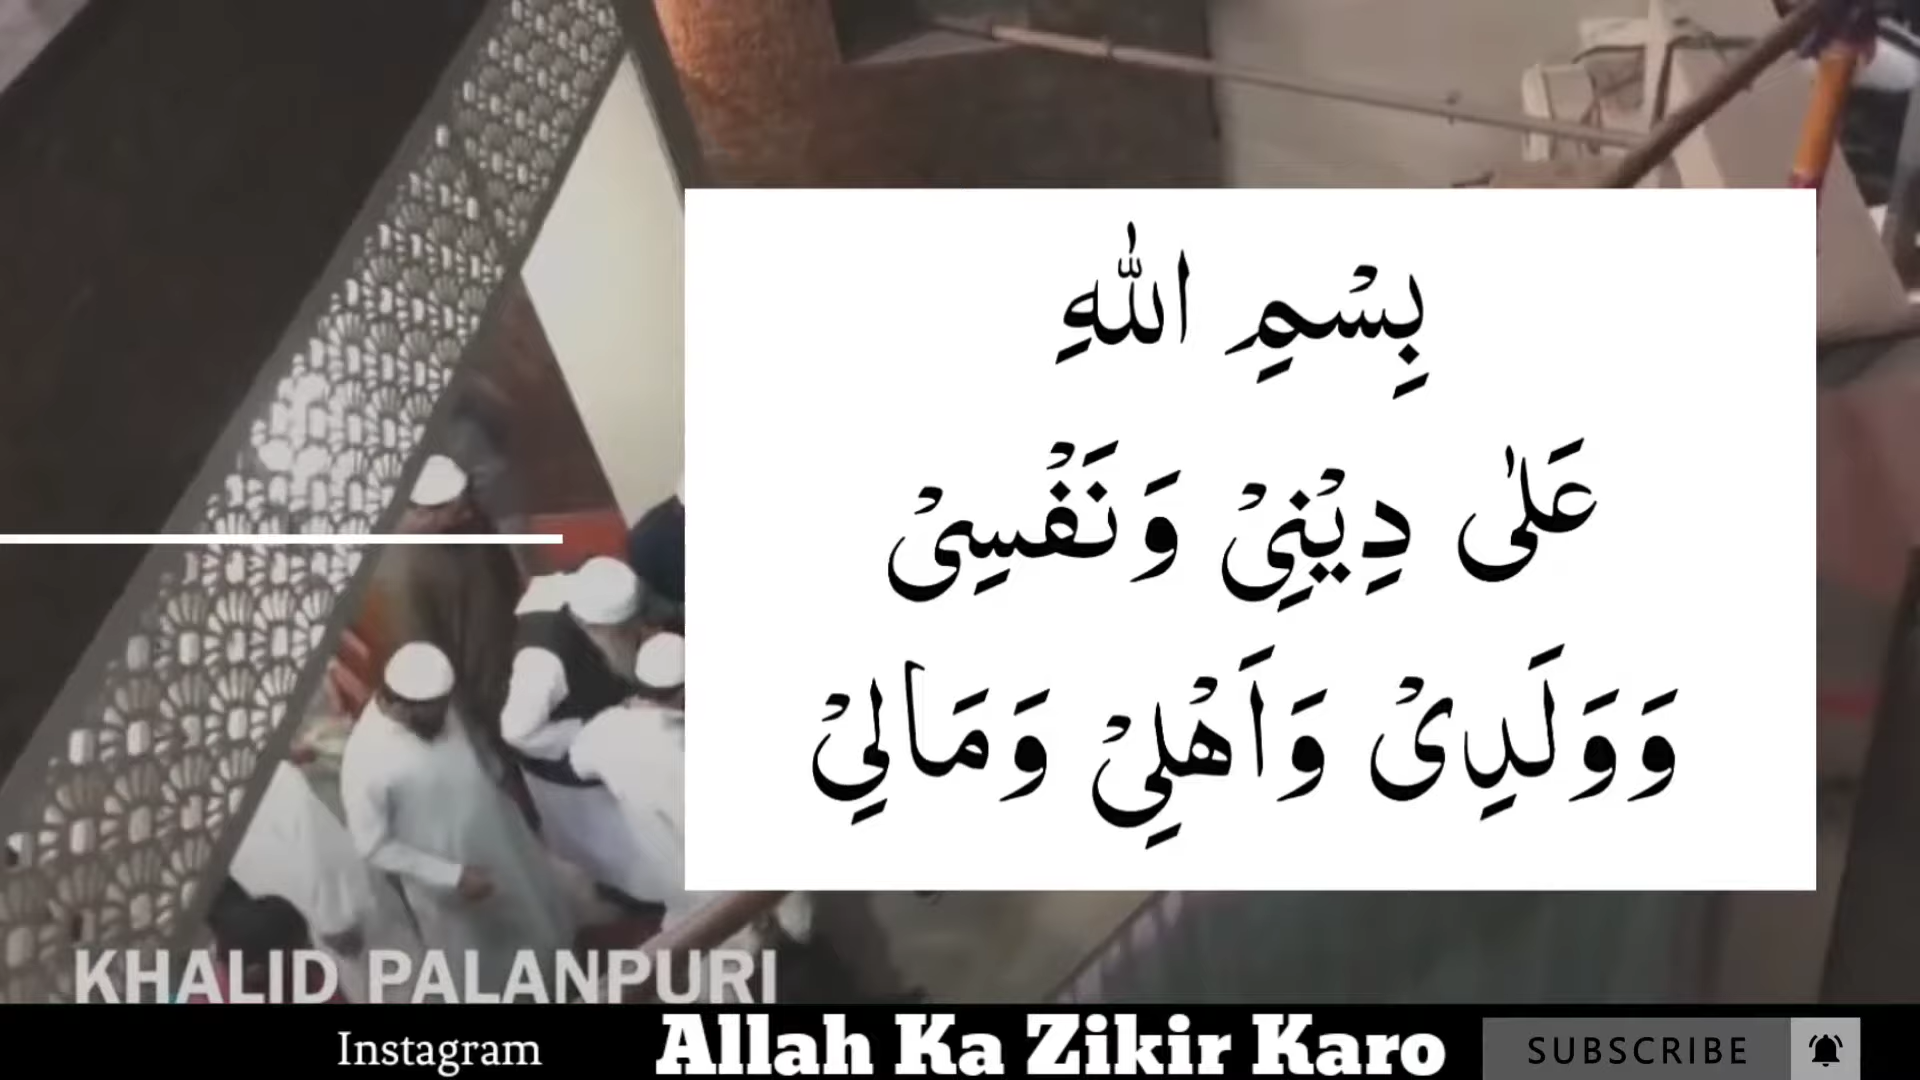 بِسْمِ اللّٰهِ
عَلٰى دِيْنِىْ وَنَفْسِىْ
وَوَلَدِىْ وَاَهْلِىْ وَمَالِىْ
KHALID PALANPURI
Instagram
Allah Ka Zikir Karo
SUBSCRIBE